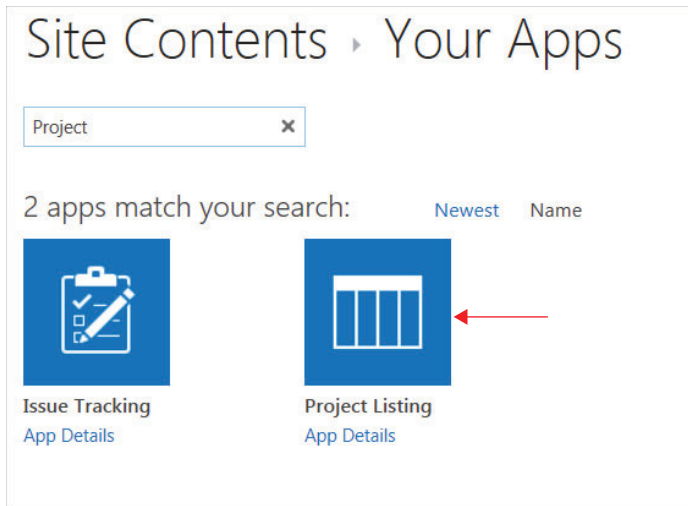 Site Contents ▸ Your Apps
Project
2 apps match your search: Newest Name
Issue Tracking
App Details
Project Listing
App Details